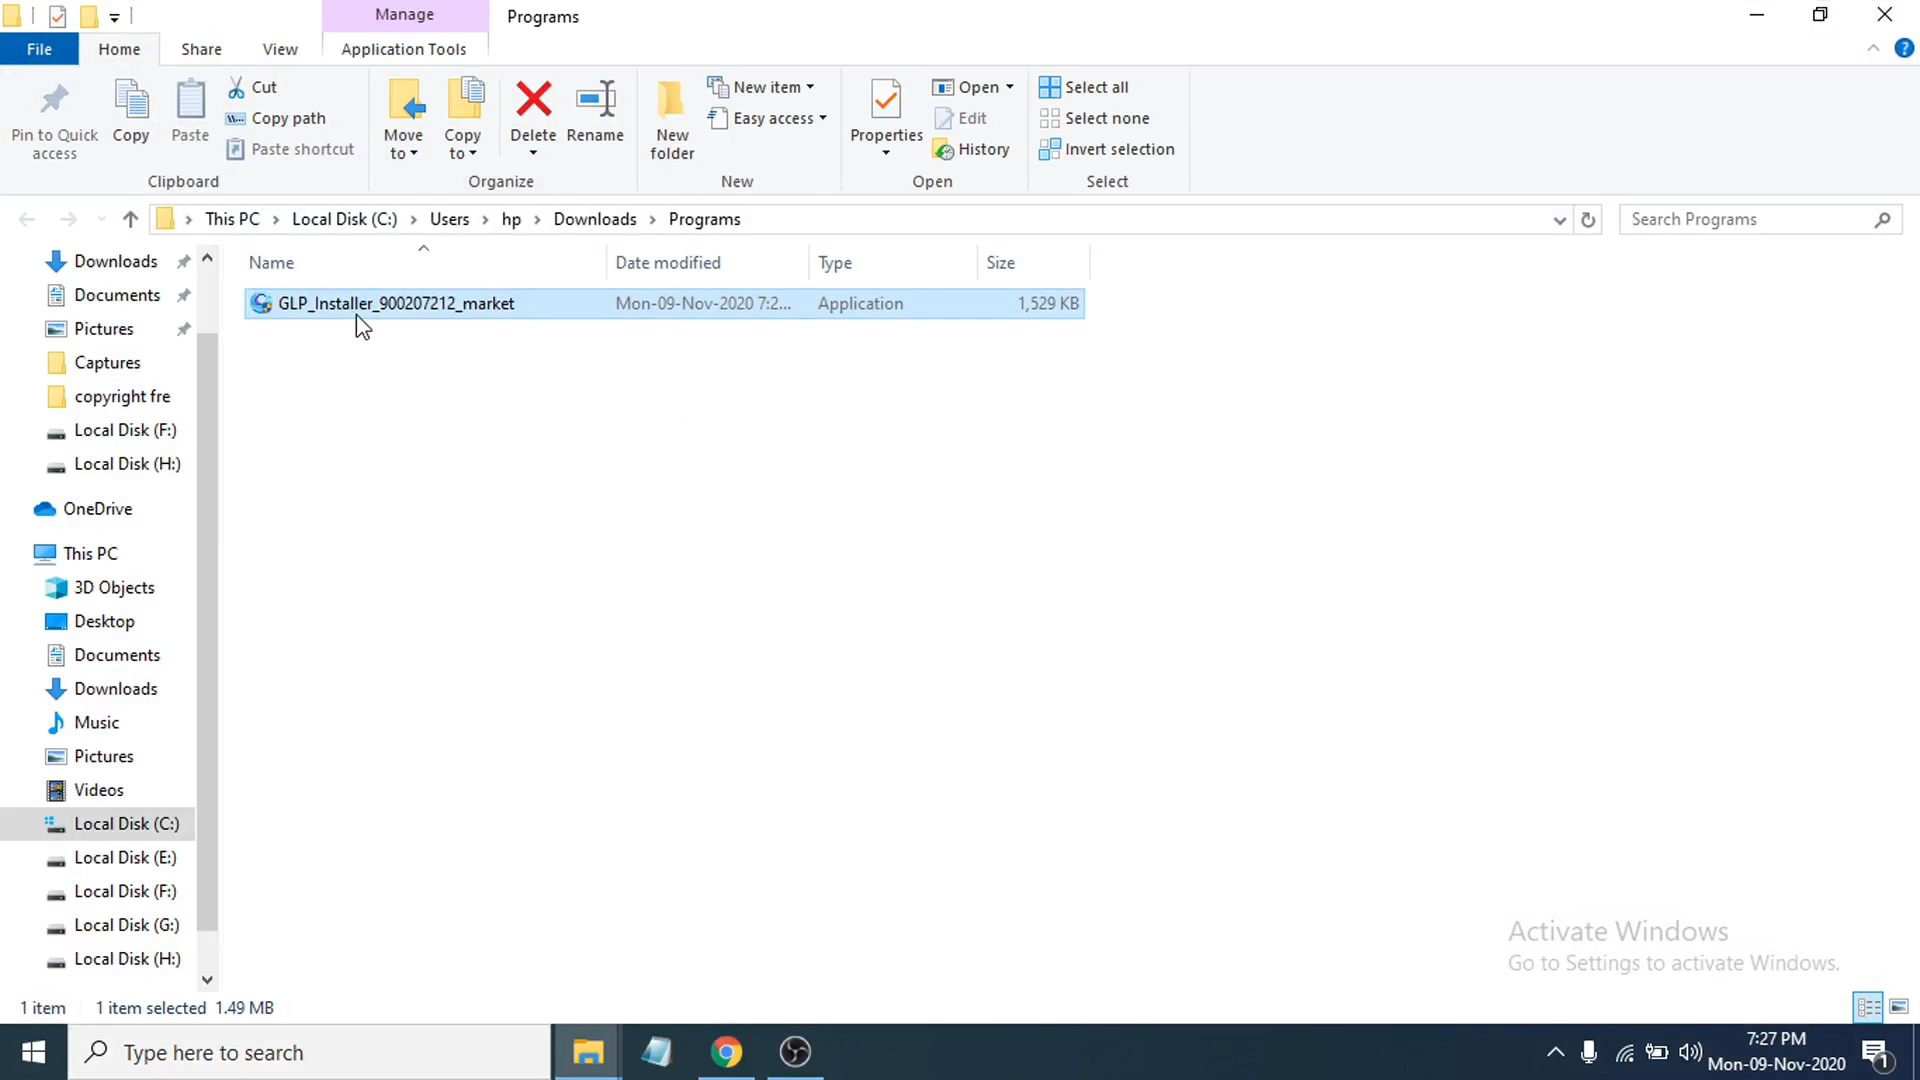 Manage
Programs
File
Home
Share
View
Application Tools
Pin to Quick access
Copy
Paste
Cut
Copy path
Paste shortcut
Clipboard
Move to
Copy to
Delete
Rename
Organize
New folder
New item
Easy access
New
Properties
Open
Edit
History
Open
Select all
Select none
Invert selection
Select
This PC > Local Disk (C:) > Users > hp > Downloads > Programs
Search Programs
Name
Date modified
Type
Size
GLP_Installer_900207212_market
Mon-09-Nov-2020 7:2...
Application
1,529 KB
Downloads
Documents
Pictures
Captures
copyright fre
Local Disk (F:)
Local Disk (H:)
OneDrive
This PC
3D Objects
Desktop
Documents
Downloads
Music
Pictures
Videos
Local Disk (C:)
Local Disk (E:)
Local Disk (F:)
Local Disk (G:)
Local Disk (H:)
Activate Windows
Go to Settings to activate Windows.
1 item
1 item selected 1.49 MB
Type here to search
7:27 PM
Mon-09-Nov-2020
1